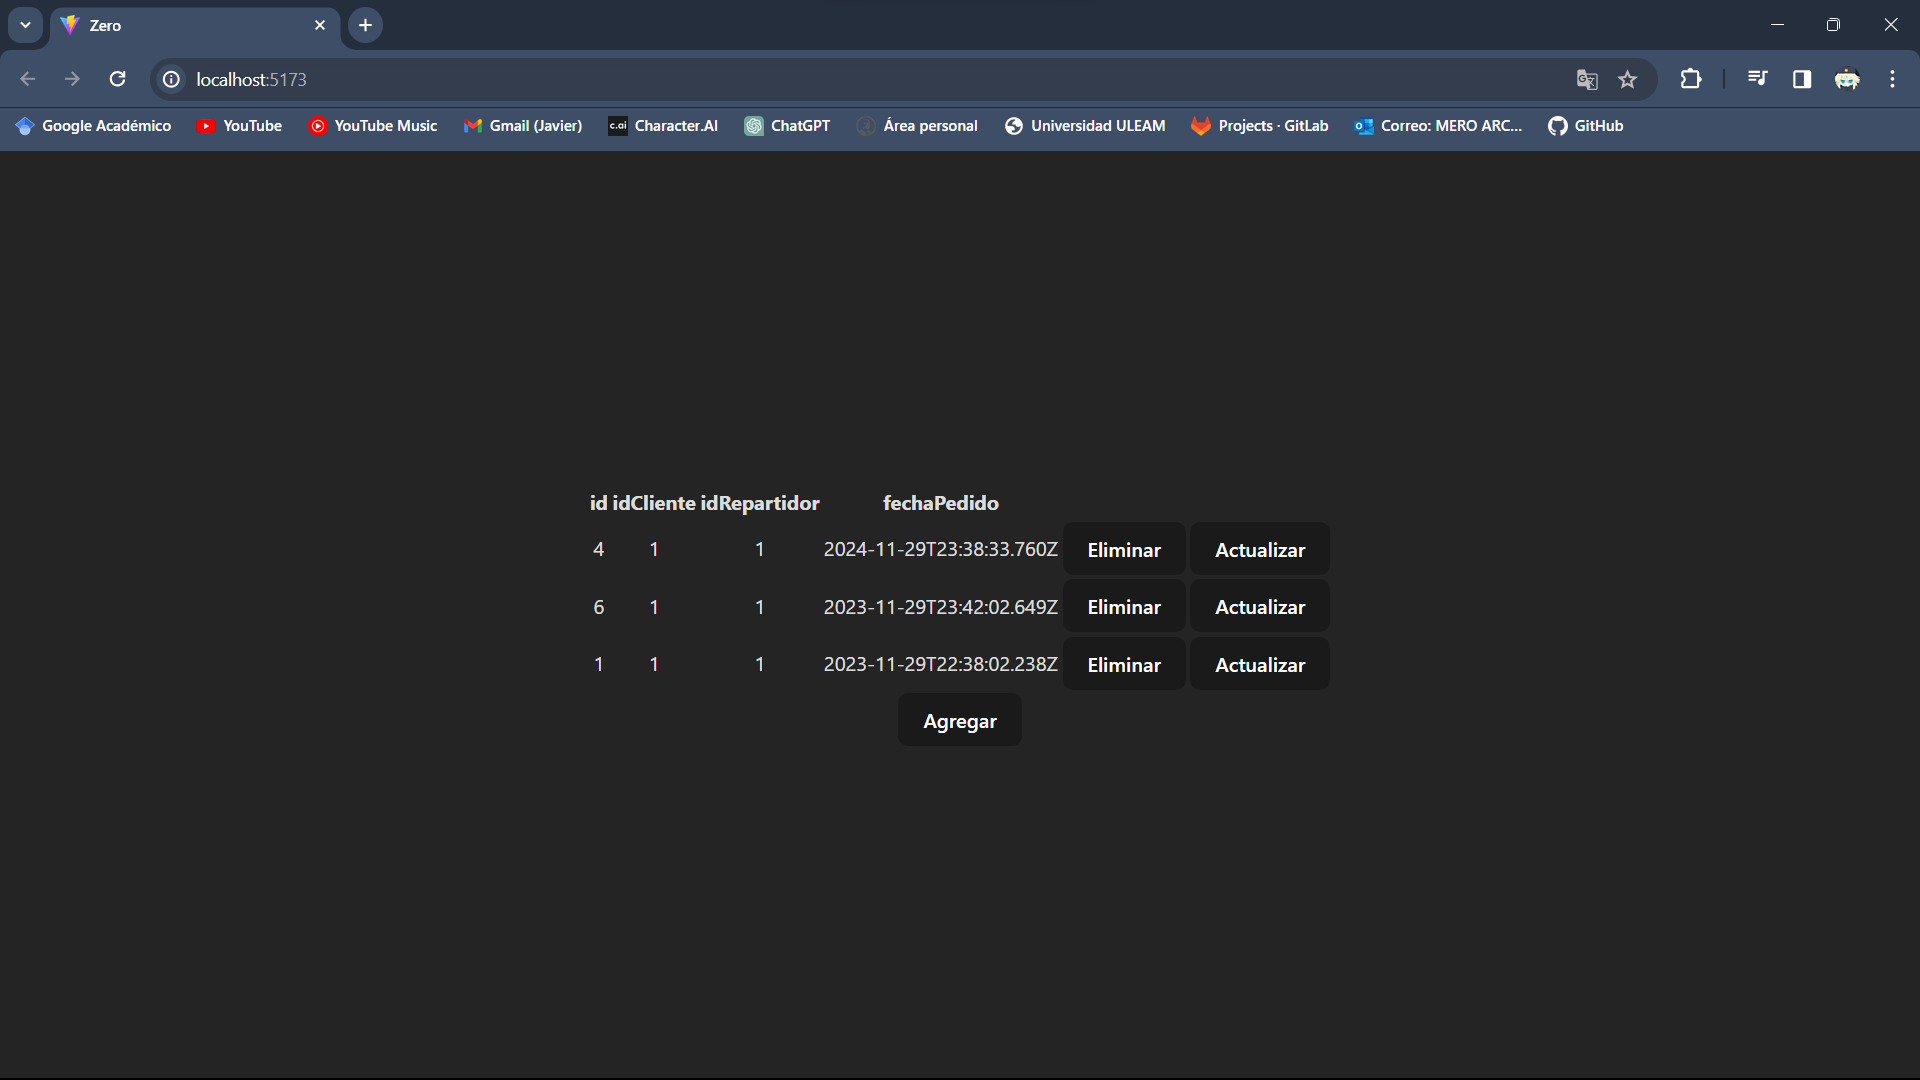 Zero
localhost:5173
Google Académico YouTube YouTube Music Gmail (Javier) c.ai Character.AI ChatGPT Área personal Universidad ULEAM Projects · GitLab Correo: MERO ARC... GitHub
id idCliente idRepartidor fechaPedido
4 1 1 2024-11-29T23:38:33.760Z Eliminar Actualizar
6 1 1 2023-11-29T23:42:02.649Z Eliminar Actualizar
1 1 1 2023-11-29T22:38:02.238Z Eliminar Actualizar
Agregar